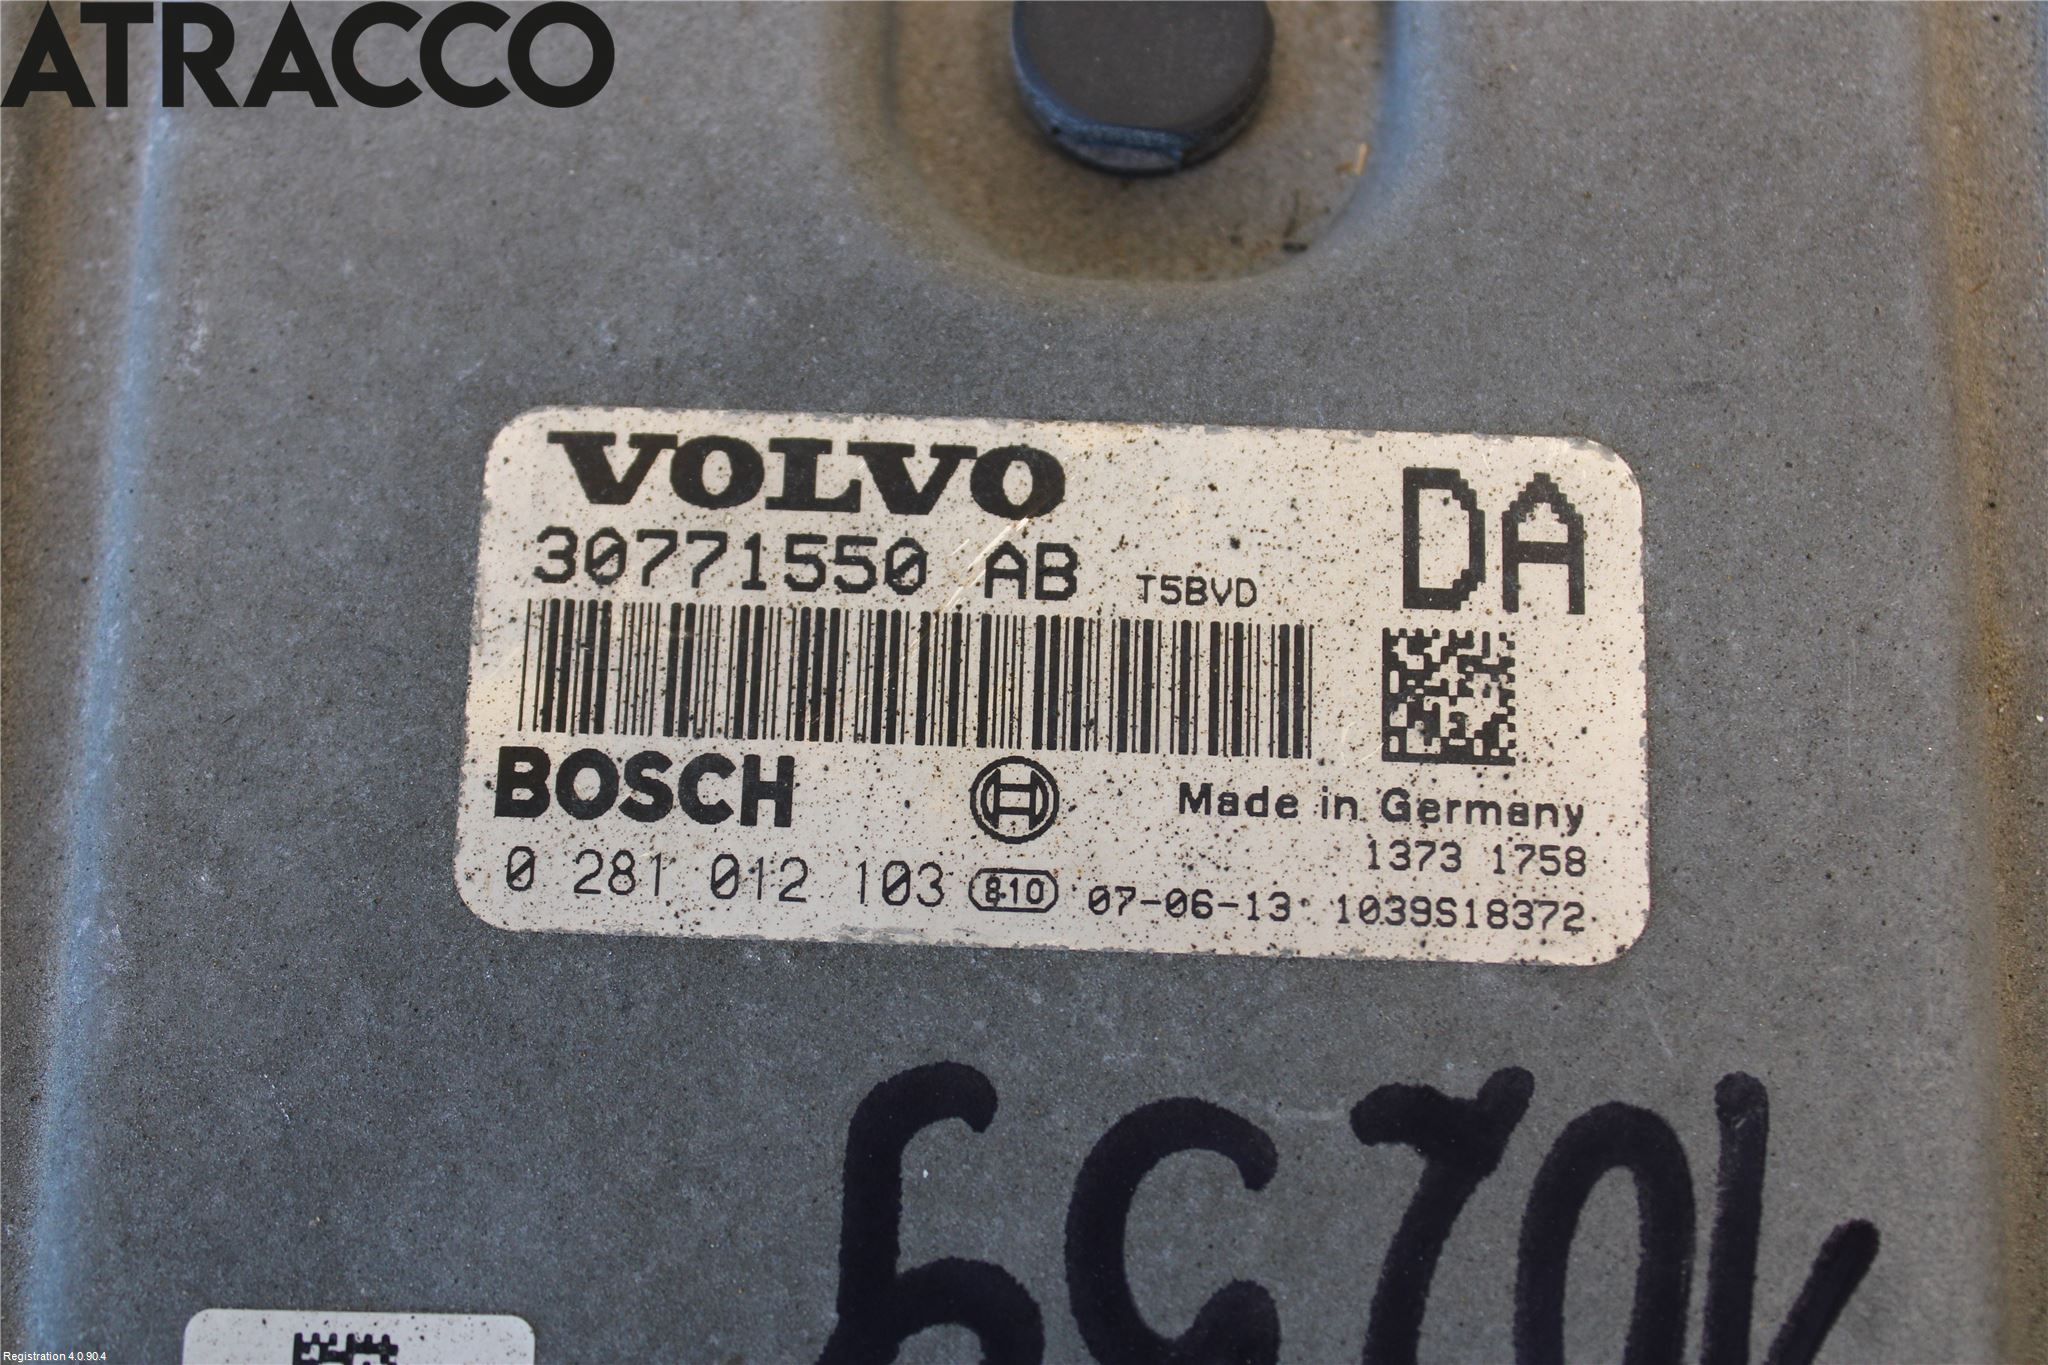 ATRACCO
VOLVO
30771550 AB T5BVD
DA
BOSCH
Made in Germany
1373 1758
0 281 012 103 810 07-06-13 1039S18372
Registration 4.0.90.4